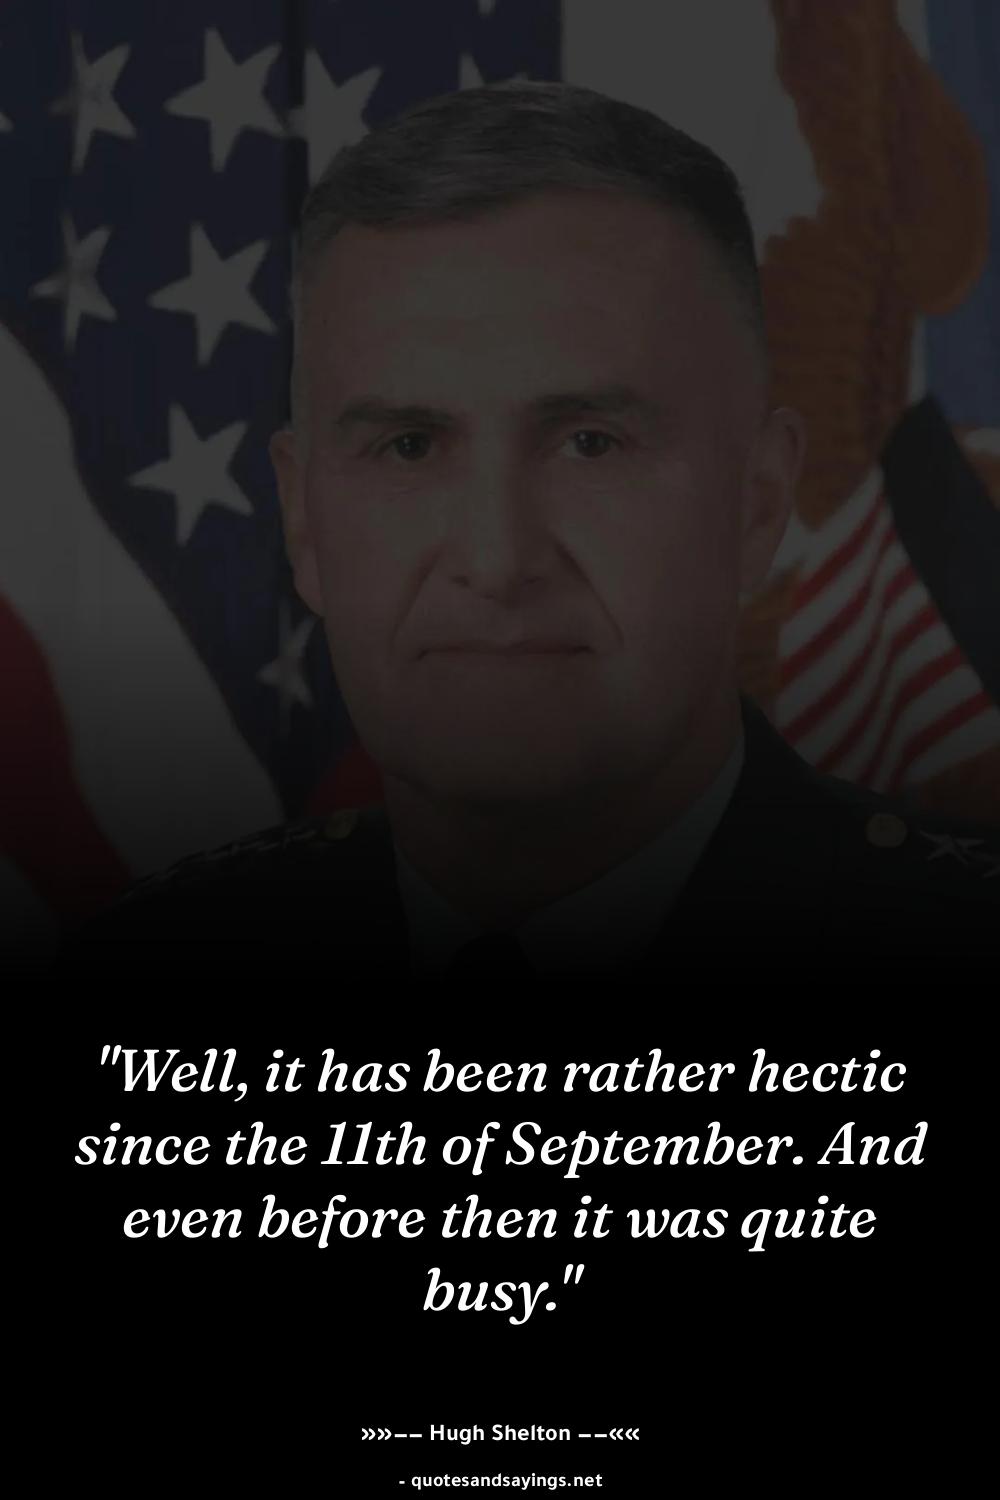 "Well, it has been rather hectic
since the 11th of September. And
even before then it was quite
busy."
»»–– Hugh Shelton ––««
- quotesandsayings.net